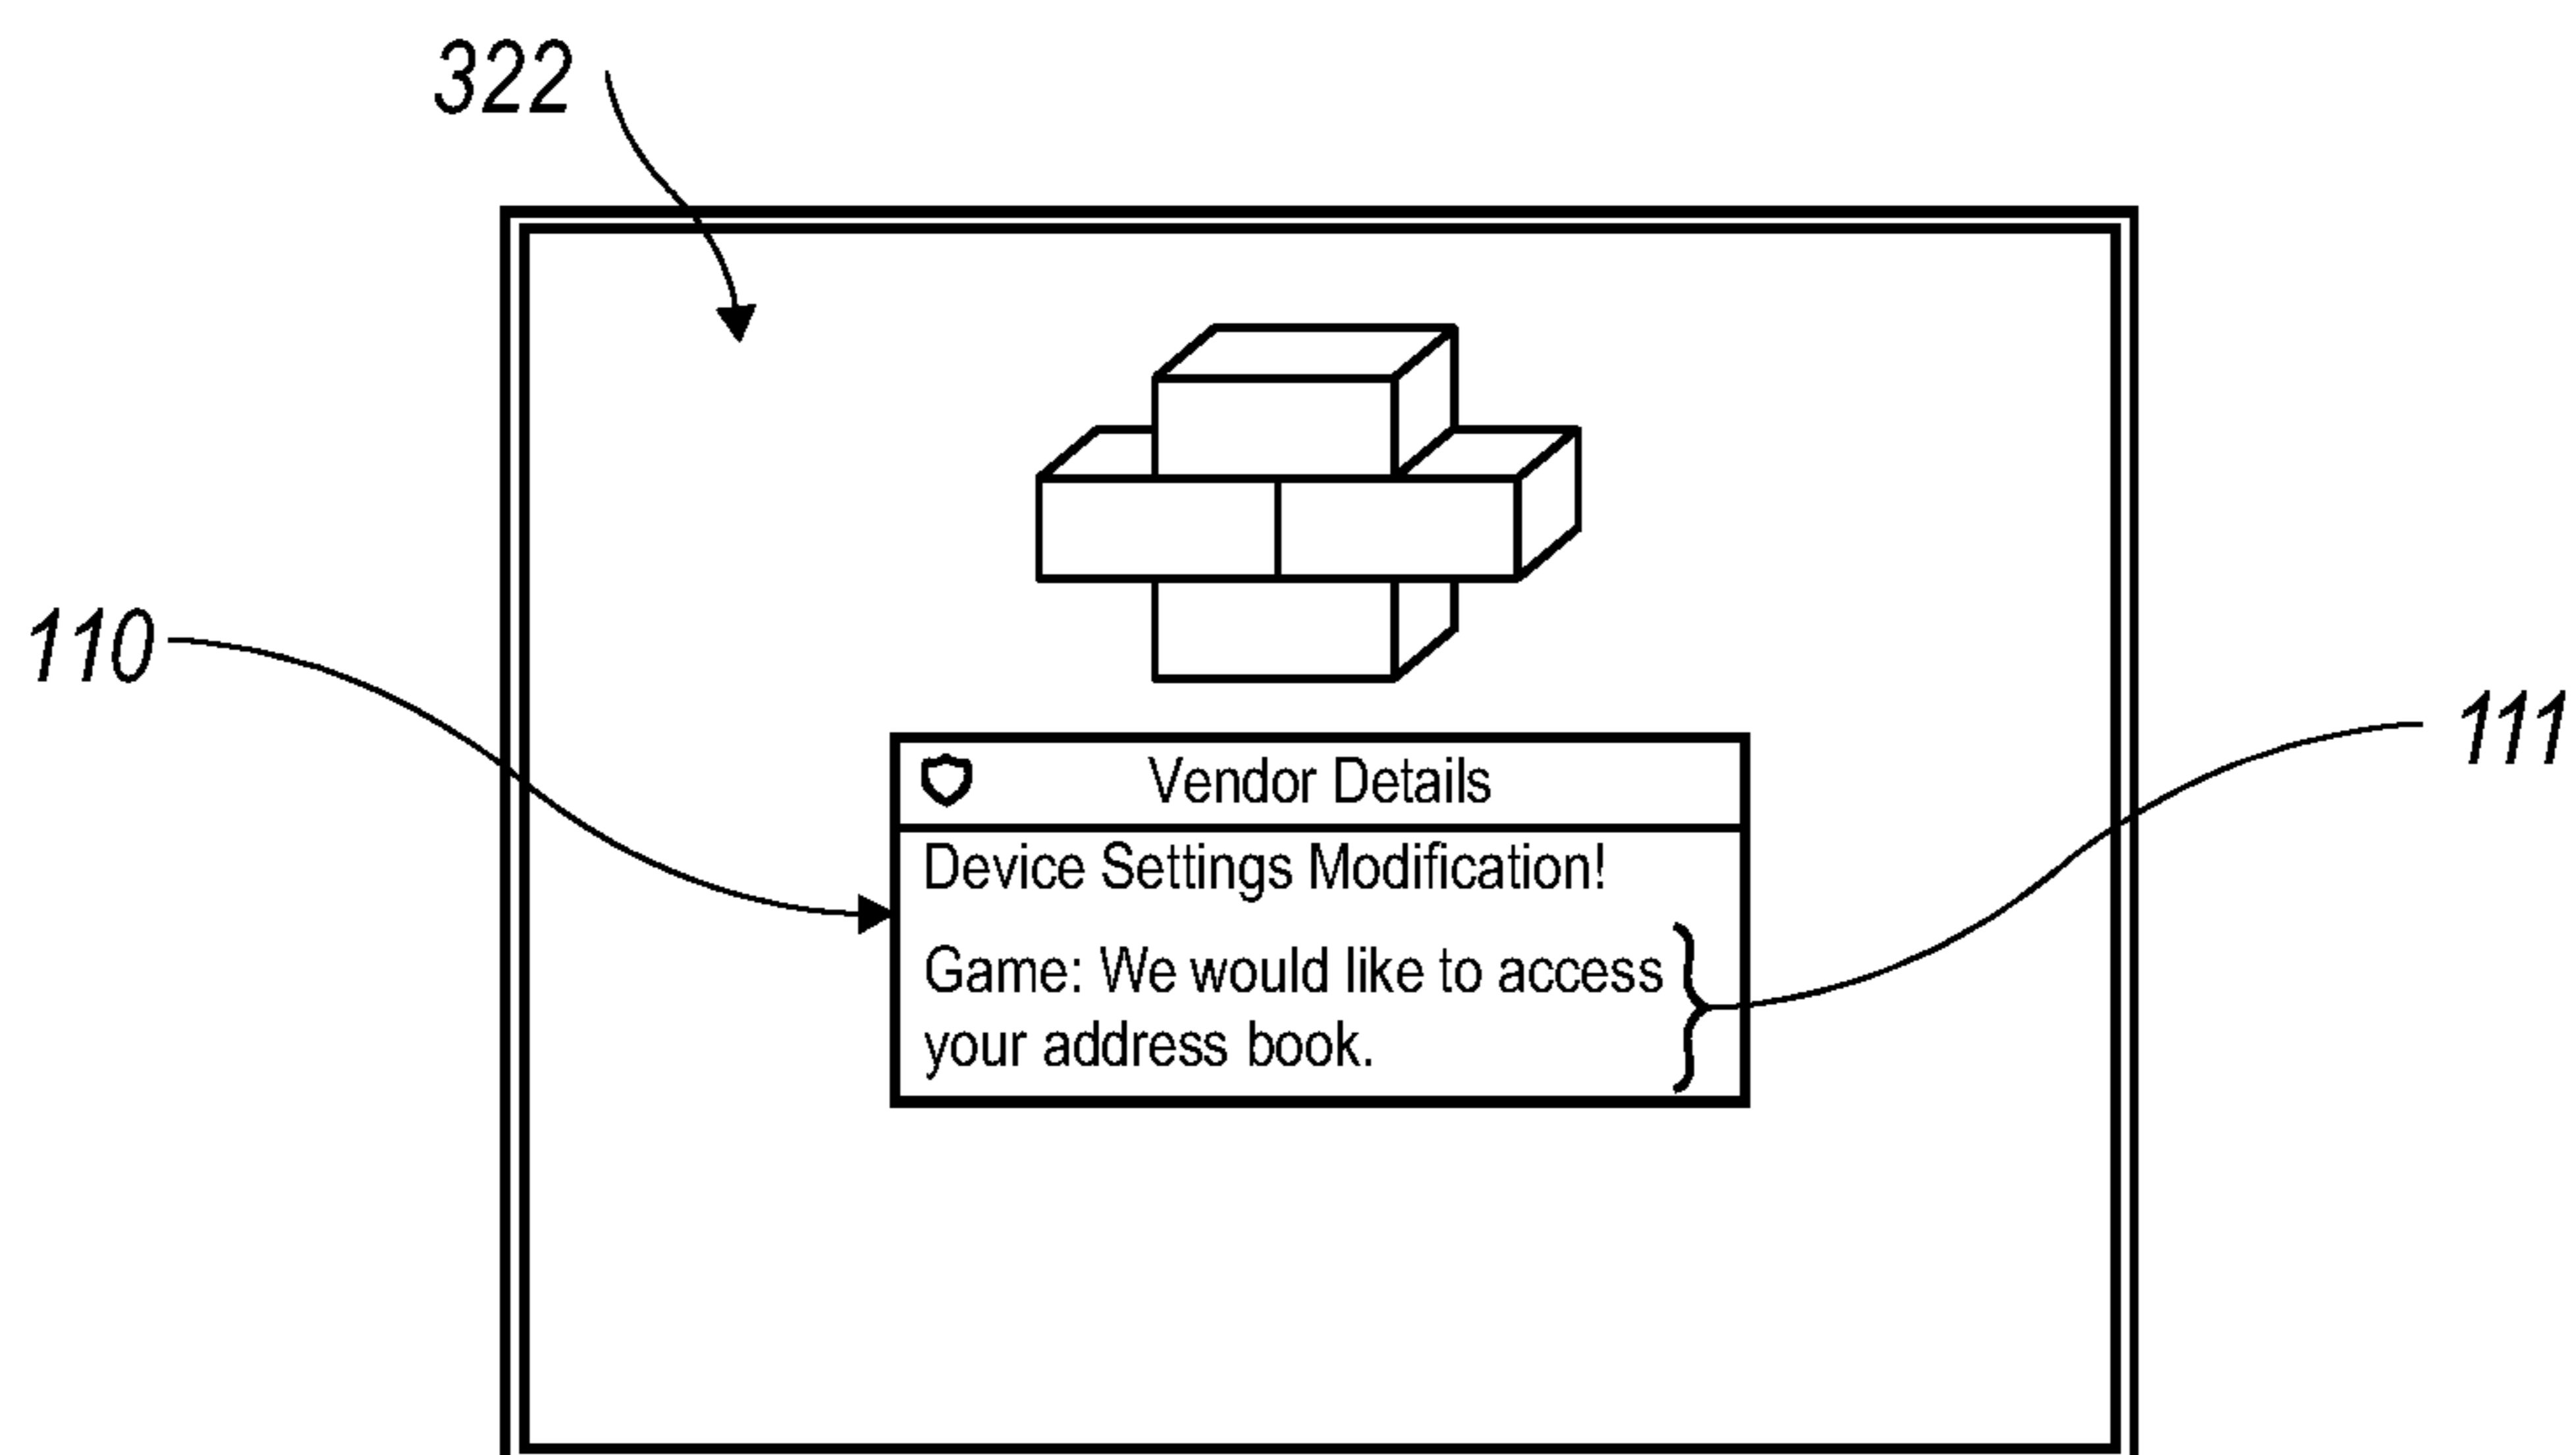 322
110
111
Vendor Details
Device Settings Modification!
Game: We would like to access
your address book.